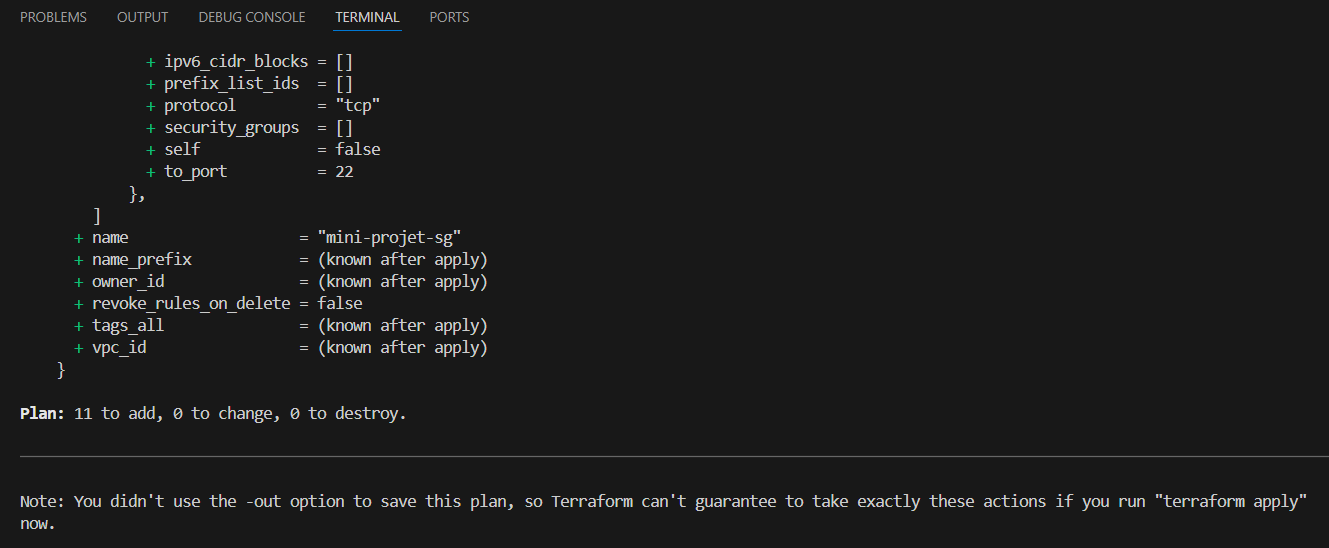 PROBLEMS OUTPUT DEBUG CONSOLE TERMINAL PORTS
+ ipv6_cidr_blocks = []
+ prefix_list_ids  = []
+ protocol         = "tcp"
+ security_groups  = []
+ self             = false
+ to_port          = 22
},
]
+ name                   = "mini-projet-sg"
+ name_prefix            = (known after apply)
+ owner_id               = (known after apply)
+ revoke_rules_on_delete = false
+ tags_all               = (known after apply)
+ vpc_id                 = (known after apply)
}
Plan: 11 to add, 0 to change, 0 to destroy.
Note: You didn't use the -out option to save this plan, so Terraform can't guarantee to take exactly these actions if you run "terraform apply"
now.